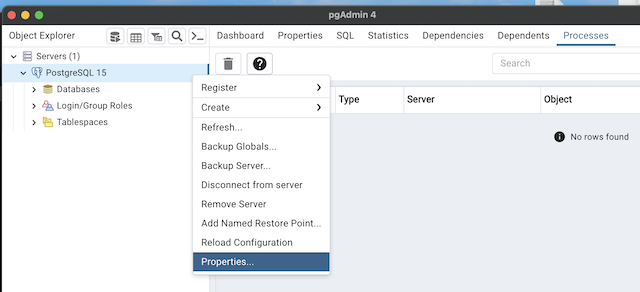 pgAdmin 4
Object Explorer
Dashboard Properties SQL Statistics Dependencies Dependents Processes
Servers (1)
PostgreSQL 15
Databases
Login/Group Roles
Tablespaces
Search
Type Server Object
No rows found
Register
Create
Refresh...
Backup Globals...
Backup Server...
Disconnect from server
Remove Server
Add Named Restore Point...
Reload Configuration
Properties...